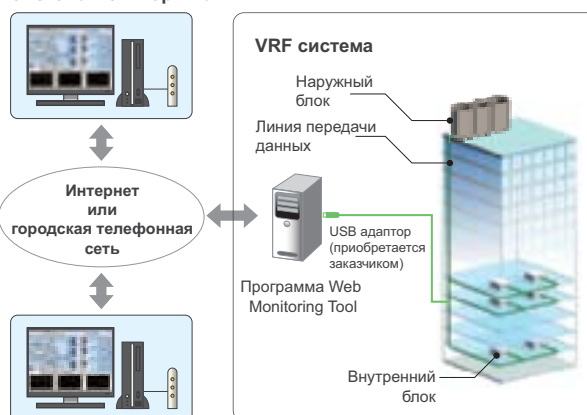 VRF система
Наружный
блок
Линия передачи
данных
Интернет
или
городская телефонная
сеть
USB адаптор
(приобретается
заказчиком)
Программа Web
Monitoring Tool
Внутренний
блок